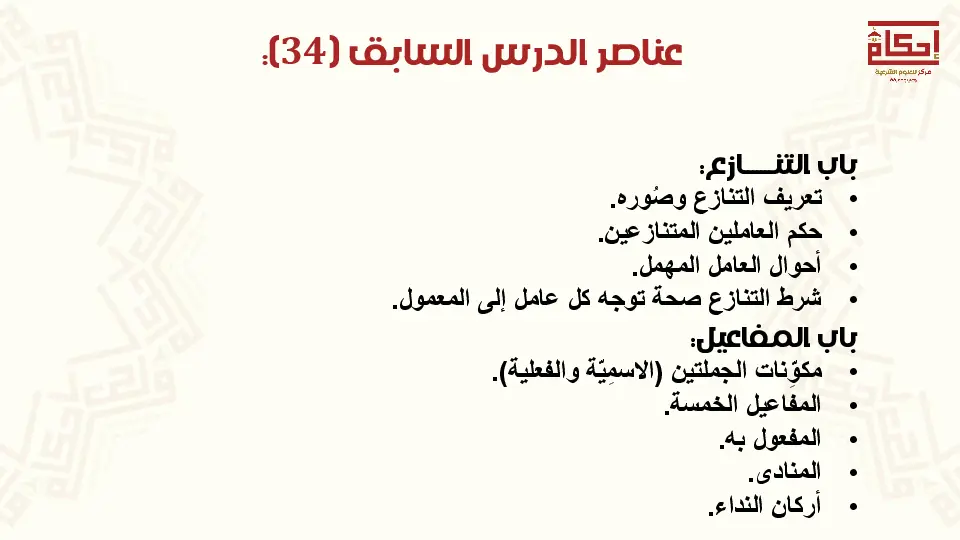 عناصر الدرس السابق (34):
إحكام
مركز للعلوم الشرعية
باب التنـــازع:
• تعريف التنازع وصُوره.
• حكم العاملين المتنازعين.
• أحوال العامل المهمل.
• شرط التنازع صحة توجه كل عامل إلى المعمول.
باب المفاعيل:
• مكوِّنات الجملتين (الاسمِيّة والفعلية).
• المفاعيل الخمسة.
• المفعول به.
• المنادى.
• أركان النداء.